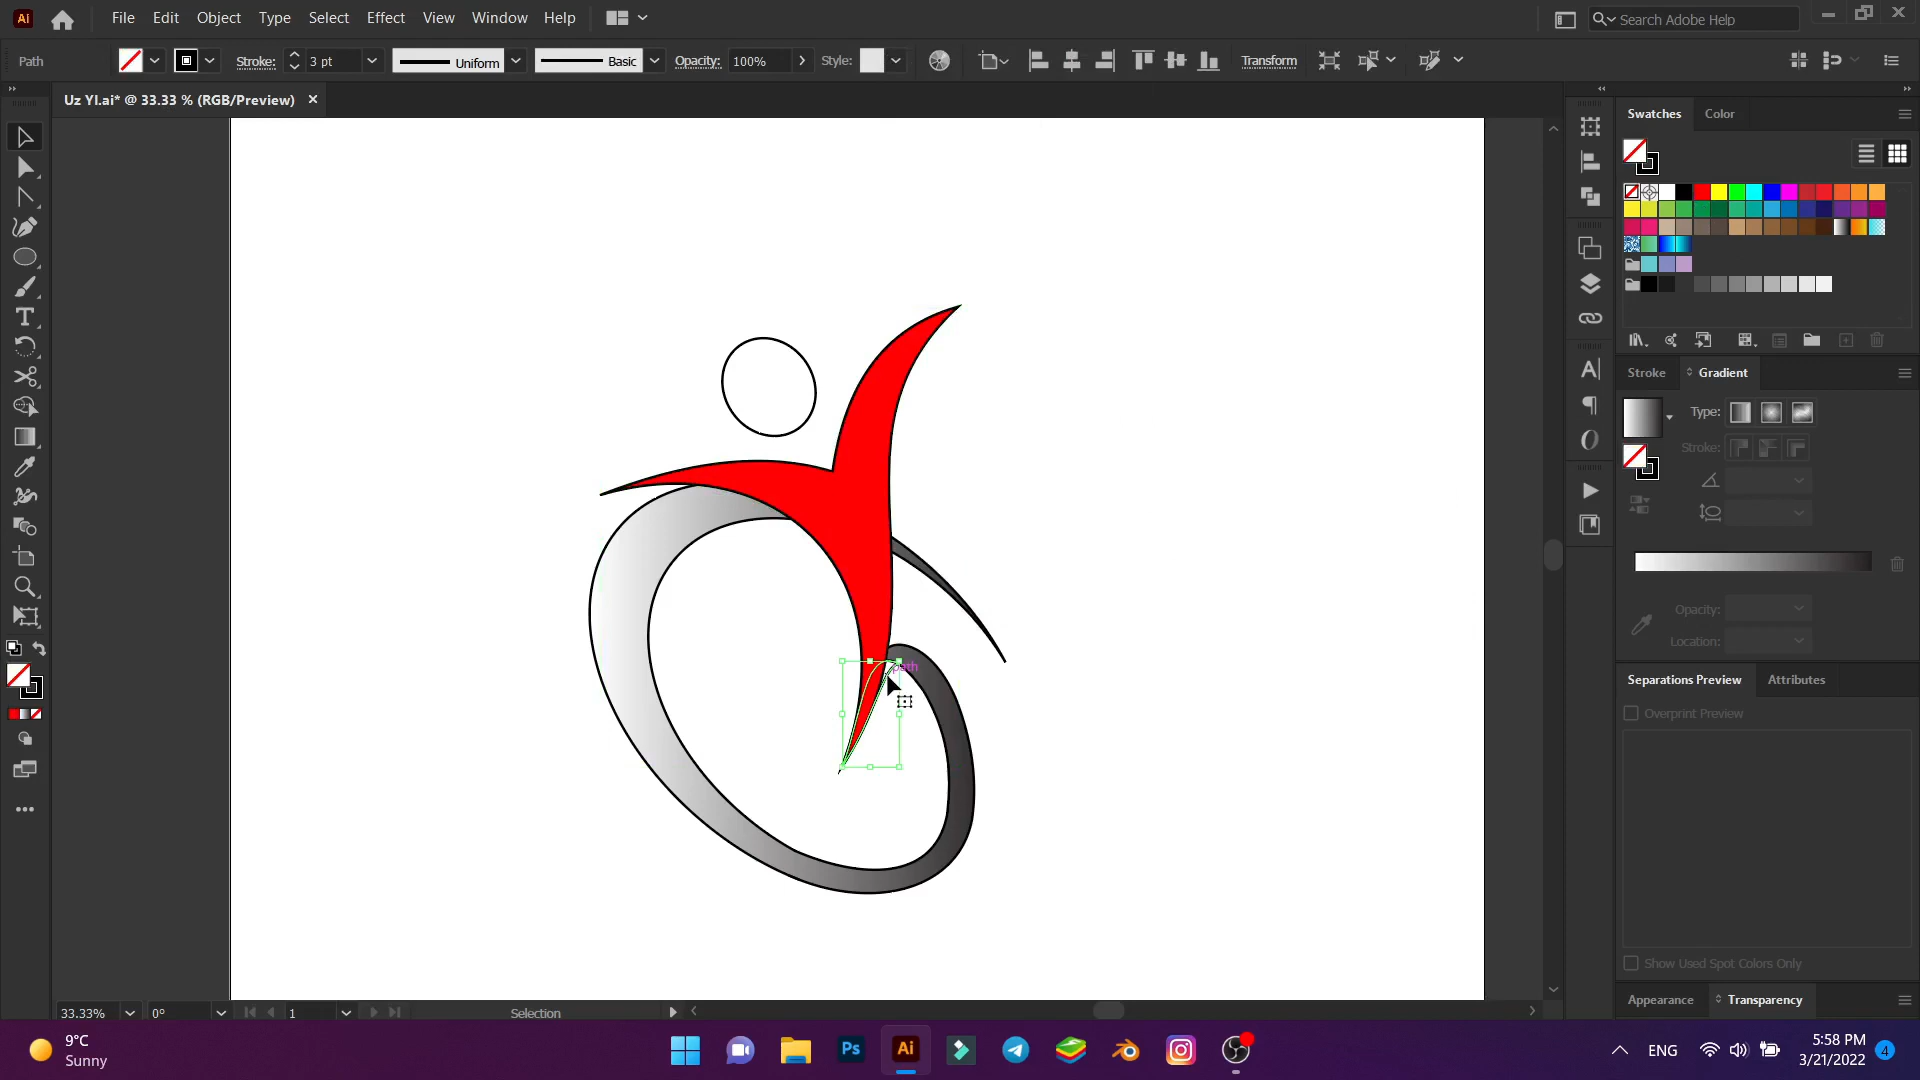 Ai File Edit Object Type Select Effect View Window Help Search Adobe Help
Path Stroke: 3 pt Uniform Basic Opacity: 100% Style: Transform
Uz YI.ai* @ 33.33 % (RGB/Preview)
Swatches Color
Stroke Gradient
Type:
Stroke:
path
Opacity:
Location:
Separations Preview Attributes
Overprint Preview
Show Used Spot Colors Only
Appearance Transparency
33.33% 0° 1 Selection
9°C
Sunny
Ps Ai
ENG
5:58 PM
3/21/2022
4